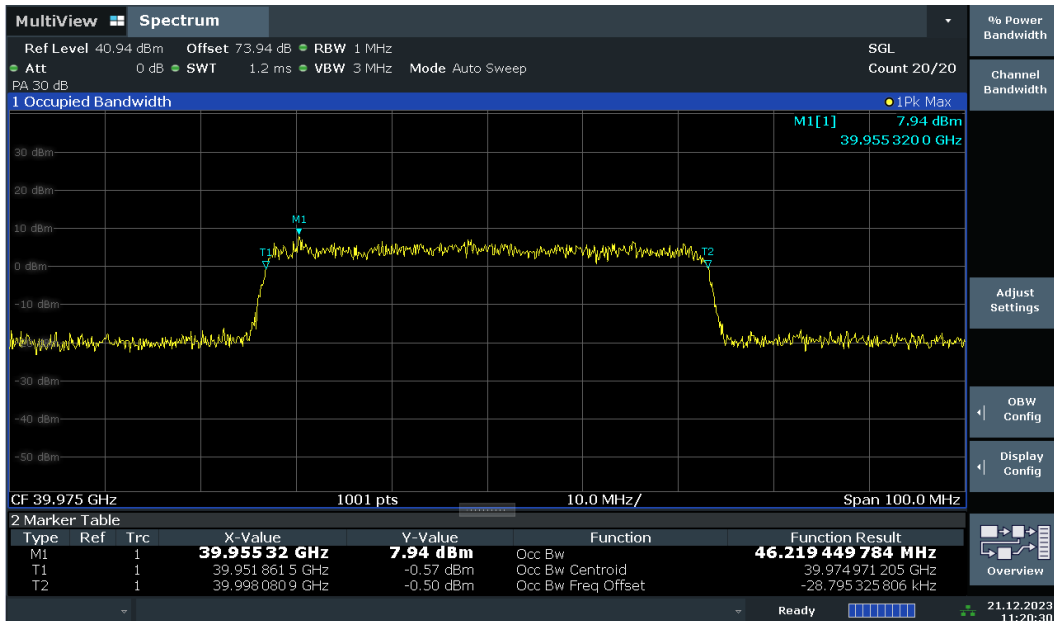 MultiView Spectrum
Ref Level 40.94 dBm Offset 73.94 dB RBW 1 MHz SGL
Att 0 dB SWT 1.2 ms VBW 3 MHz Mode Auto Sweep Count 20/20
PA 30 dB
1 Occupied Bandwidth 1Pk Max
M1[1] 7.94 dBm
39.955 320 0 GHz
30 dBm
20 dBm
M1
10 dBm
T1 T2
0 dBm
-10 dBm
-30 dBm
-40 dBm
-50 dBm
CF 39.975 GHz 1001 pts 10.0 MHz/ Span 100.0 MHz
2 Marker Table
Type Ref Trc X-Value Y-Value Function Function Result
M1 1 39.955 32 GHz 7.94 dBm Occ Bw 46.219 449 784 MHz
T1 1 39.951 861 5 GHz -0.57 dBm Occ Bw Centroid 39.974 971 205 GHz
T2 1 39.998 080 9 GHz -0.50 dBm Occ Bw Freq Offset -28.795 325 806 kHz
Ready 21.12.2023
11:20:30
% Power
Bandwidth
Channel
Bandwidth
Adjust
Settings
OBW
Config
Display
Config
Overview